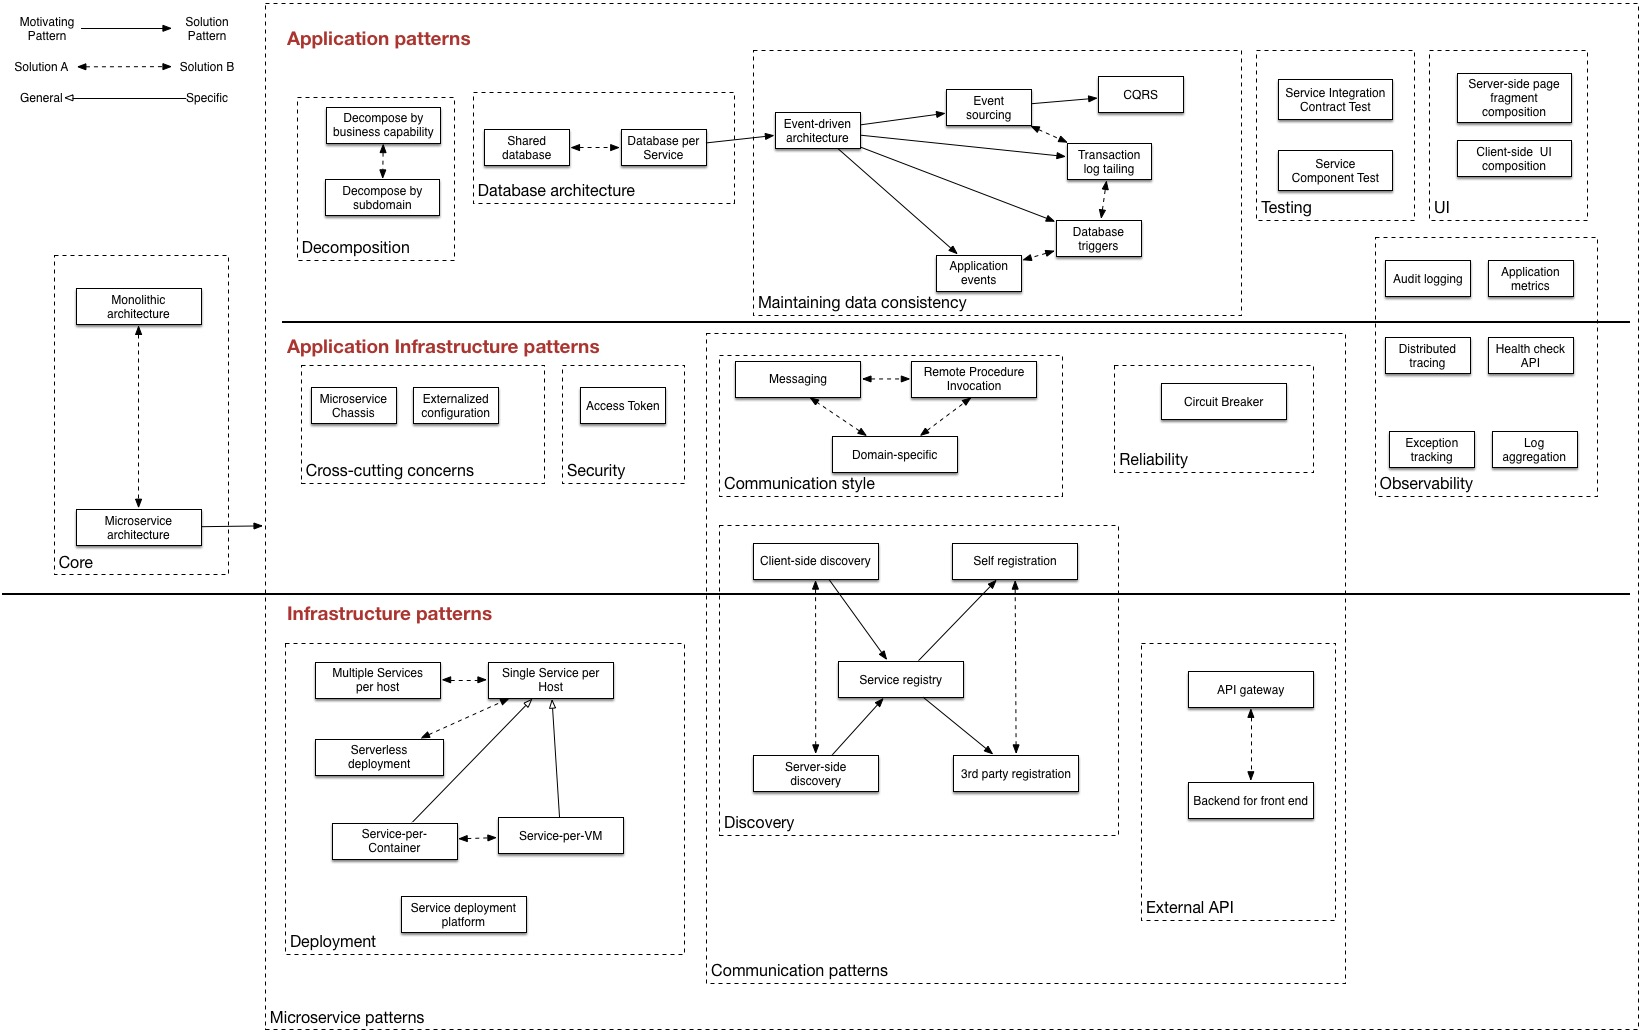 Motivating
Pattern
Solution
Pattern
Solution A
Solution B
General
Specific
Application patterns
Decompose by
business capability
Decompose by
subdomain
Decomposition
Shared
database
Database per
Service
Database architecture
Event-driven
architecture
Event
sourcing
CQRS
Transaction
log tailing
Database
triggers
Application
events
Maintaining data consistency
Service Integration
Contract Test
Service
Component Test
Testing
Server-side page
fragment
composition
Client-side UI
composition
UI
Monolithic
architecture
Microservice
architecture
Core
Audit logging
Application
metrics
Distributed
tracing
Health check
API
Exception
tracking
Log
aggregation
Observability
Application Infrastructure patterns
Microservice
Chassis
Externalized
configuration
Cross-cutting concerns
Access Token
Security
Messaging
Remote Procedure
Invocation
Domain-specific
Communication style
Circuit Breaker
Reliability
Client-side discovery
Self registration
Service registry
Server-side
discovery
3rd party registration
Discovery
Infrastructure patterns
Multiple Services
per host
Single Service per
Host
Serverless
deployment
Service-per-
Container
Service-per-VM
Service deployment
platform
Deployment
API gateway
Backend for front end
External API
Communication patterns
Microservice patterns